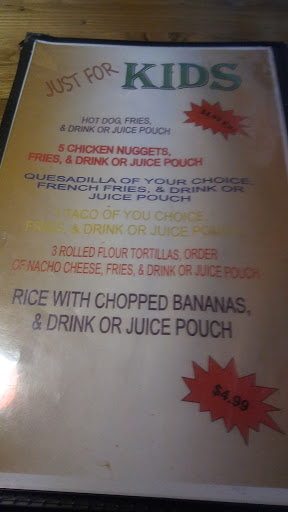 JUST FOR KIDS
HOT DOG, FRIES,
& DRINK OR JUICE POUCH
5 CHICKEN NUGGETS,
FRIES, & DRINK OR JUICE POUCH
QUESADILLA OF YOUR CHOICE,
FRENCH FRIES, & DRINK OR
JUICE POUCH
TACO OF YOU CHOICE,
FRIES, & DRINK OR JUICE POUCH
3 ROLLED FLOUR TORTILLAS, ORDER
OF NACHO CHEESE, FRIES, & DRINK OR JUICE POUCH
RICE WITH CHOPPED BANANAS,
& DRINK OR JUICE POUCH
$4.99